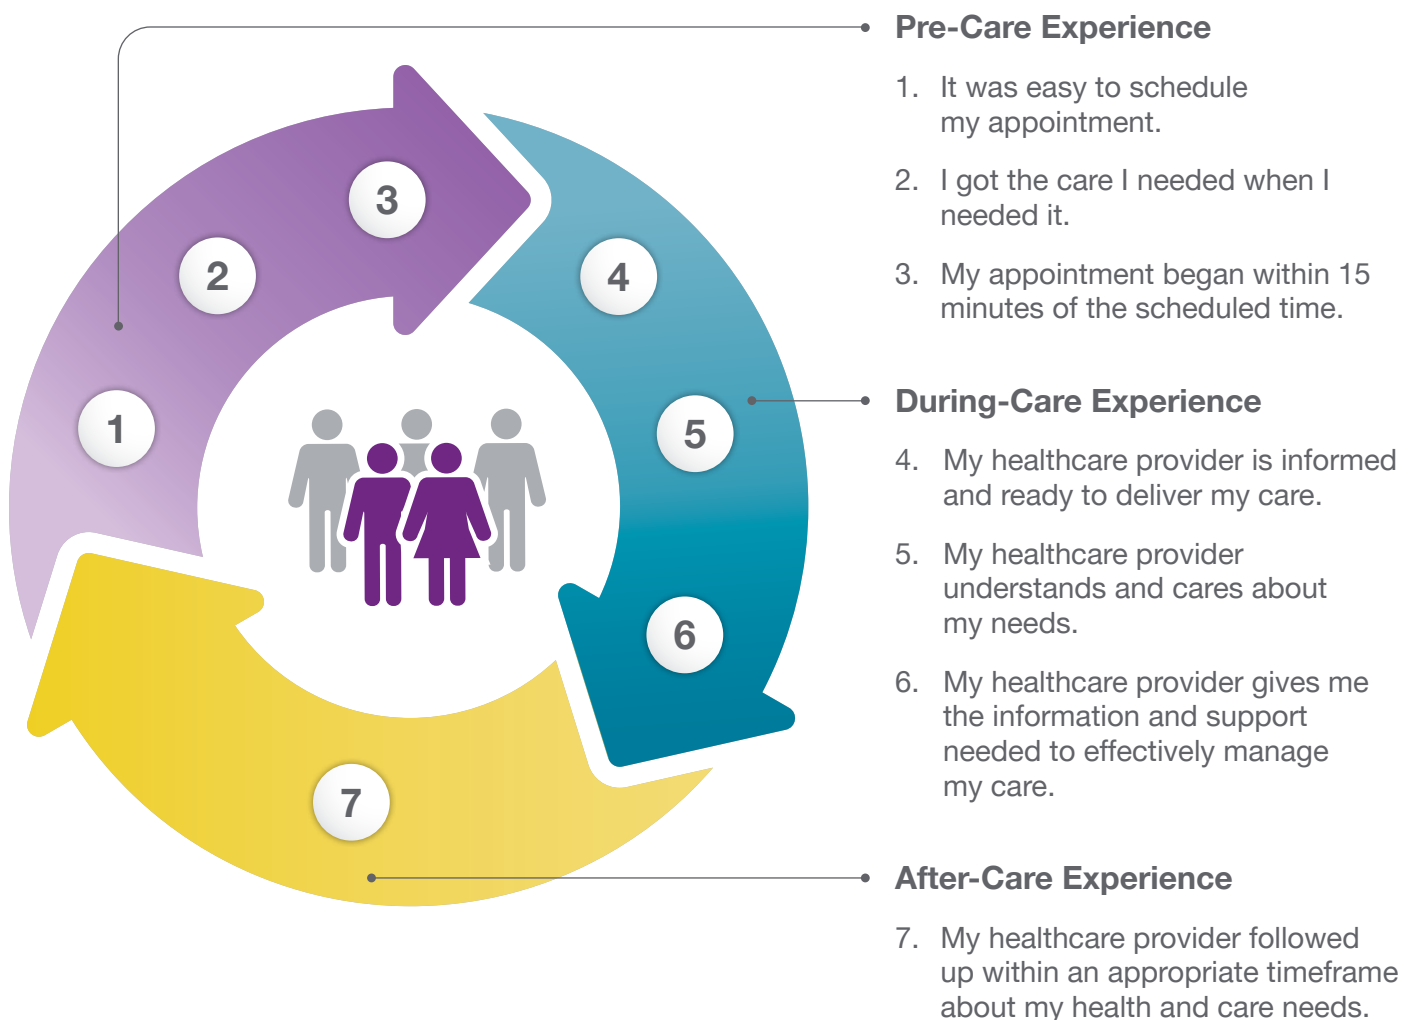 Pre-Care Experience
1. It was easy to schedule
my appointment.
2. I got the care I needed when I
needed it.
3. My appointment began within 15
minutes of the scheduled time.
During-Care Experience
4. My healthcare provider is informed
and ready to deliver my care.
5. My healthcare provider
understands and cares about
my needs.
6. My healthcare provider gives me
the information and support
needed to effectively manage
my care.
After-Care Experience
7. My healthcare provider followed
up within an appropriate timeframe
about my health and care needs.
1
2
3
4
5
6
7